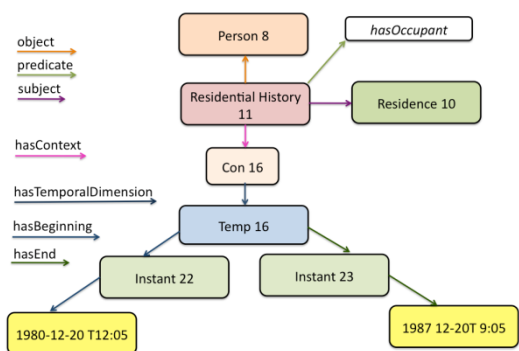 object
predicate
subject
hasContext
hasTemporalDimension
hasBeginning
hasEnd
Person 8
hasOccupant
Residential History
11
Residence 10
Con 16
Temp 16
Instant 22
Instant 23
1980-12-20 T12:05
1987 12-20T 9:05